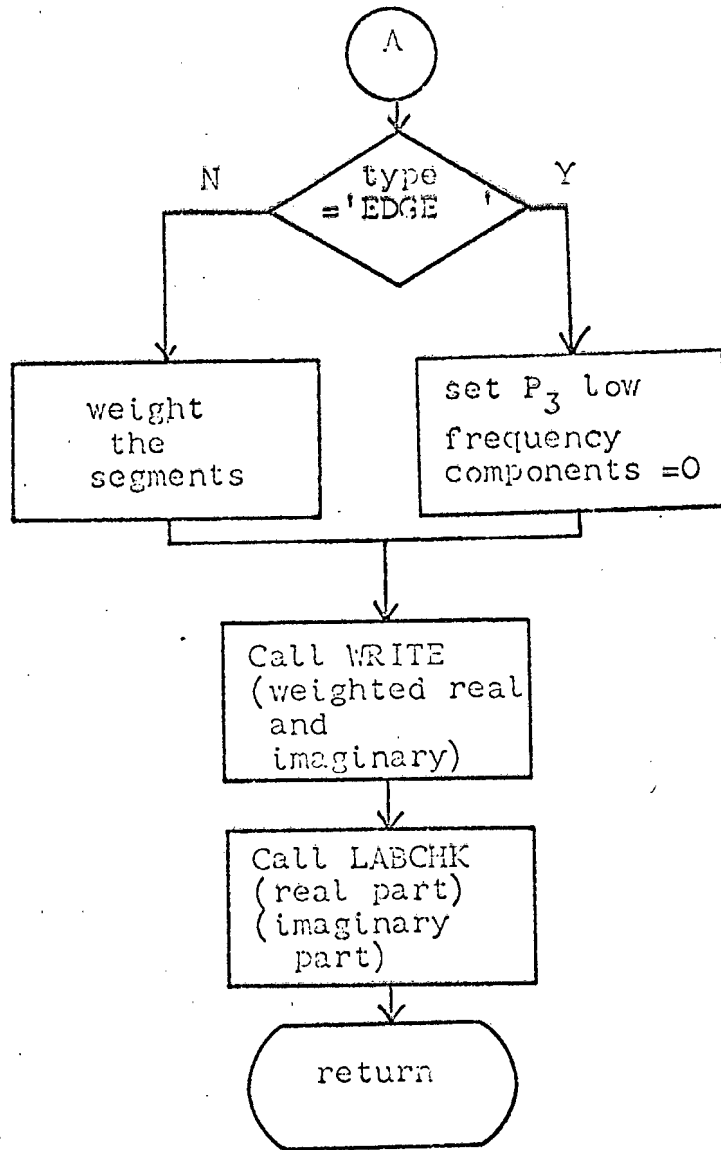 A
N
type
='EDGE '
Y
weight
the
segments
set P₃ low
frequency
components =0
Call WRITE
(weighted real
and
imaginary)
Call LABCHK
(real part)
(imaginary
part)
return